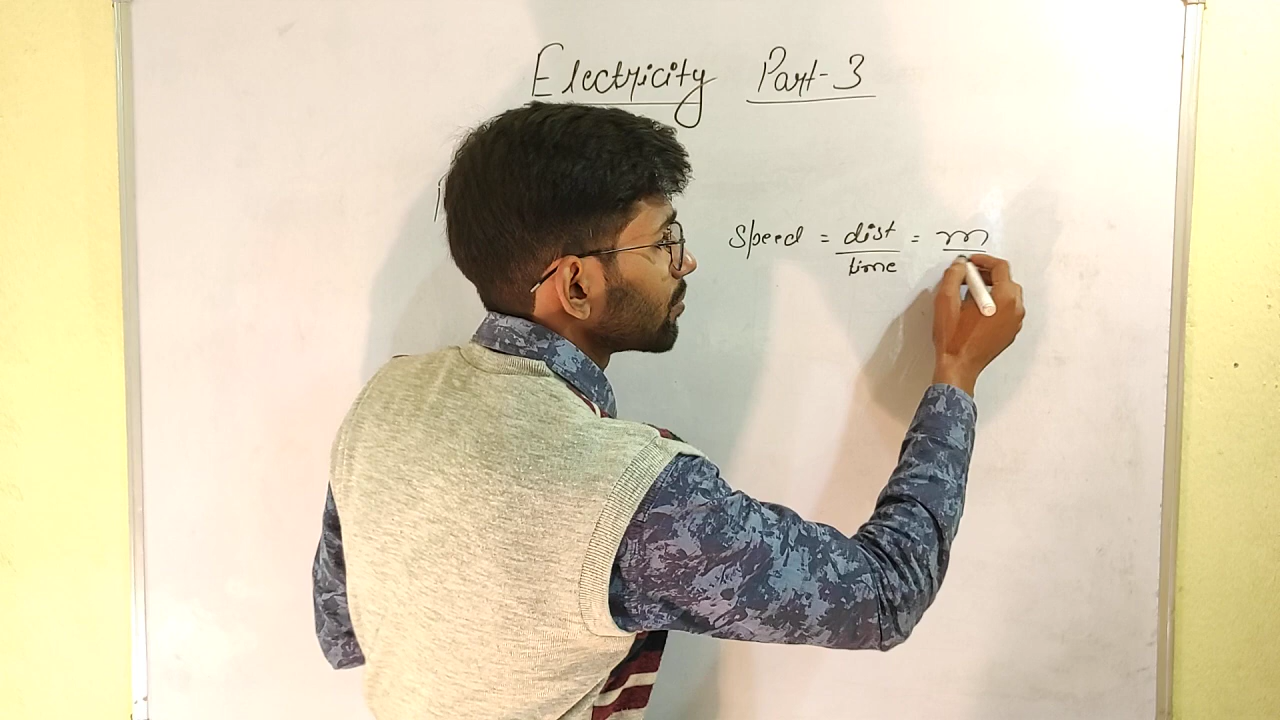 Electricity Part-3
Speed = dist/time = m